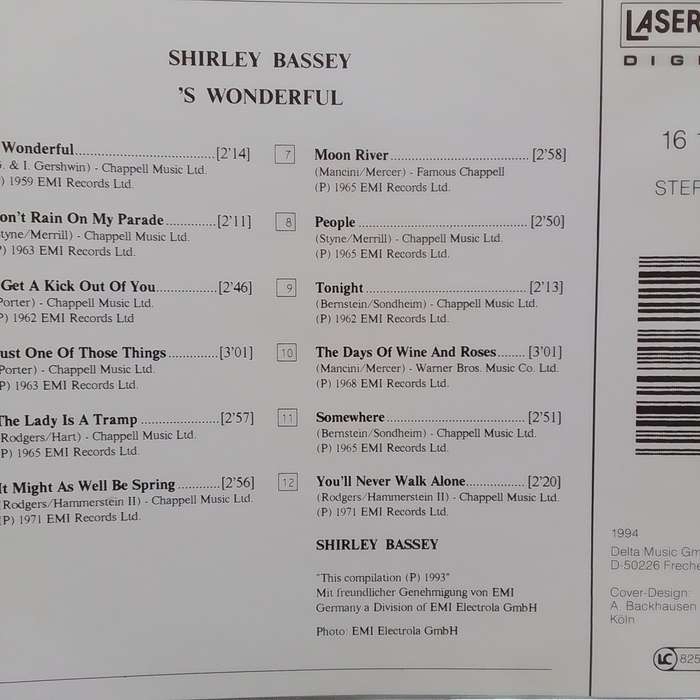 SHIRLEY BASSEY
'S WONDERFUL
Wonderful [2'14]
& I. Gershwin) - Chappell Music Ltd.
) 1959 EMI Records Ltd.
on't Rain On My Parade [2'11]
tyne/Merrill) - Chappell Music Ltd.
P) 1963 EMI Records Ltd.
Get A Kick Out Of You [2'46]
Porter) - Chappell Music Ltd.
P) 1962 EMI Records Ltd
ust One Of Those Things [3'01]
Porter) - Chappell Music Ltd.
P) 1963 EMI Records Ltd.
The Lady Is A Tramp [2'57]
Rodgers/Hart) - Chappell Music Ltd.
P) 1965 EMI Records Ltd.
It Might As Well Be Spring [2'56]
Rodgers/Hammerstein II) - Chappell Music Ltd.
P) 1971 EMI Records Ltd.
7 Moon River [2'58]
(Mancini/Mercer) - Famous Chappell
(P) 1965 EMI Records Ltd.
8 People [2'50]
(Styne/Merrill) - Chappell Music Ltd.
(P) 1965 EMI Records Ltd.
9 Tonight [2'13]
(Bernstein/Sondheim) - Chappell Music Ltd.
(P) 1962 EMI Records Ltd.
10 The Days Of Wine And Roses [3'01]
(Mancini/Mercer) - Warner Bros. Music Co. Ltd.
(P) 1968 EMI Records Ltd.
11 Somewhere [2'51]
(Bernstein/Sondheim) - Chappell Music Ltd.
(P) 1965 EMI Records Ltd.
12 You'll Never Walk Alone [2'20]
(Rodgers/Hammerstein II) - Chappell Music Ltd.
(P) 1971 EMI Records Ltd.
SHIRLEY BASSEY
"This compilation (P) 1993"
Mit freundlicher Genehmigung von EMI
Germany a Division of EMI Electrola GmbH
Photo: EMI Electrola GmbH
LASER
DIG
16
STE
1994
Delta Music Gm
D-50226 Freche
Cover-Design:
A. Backhausen
Köln
LC 825